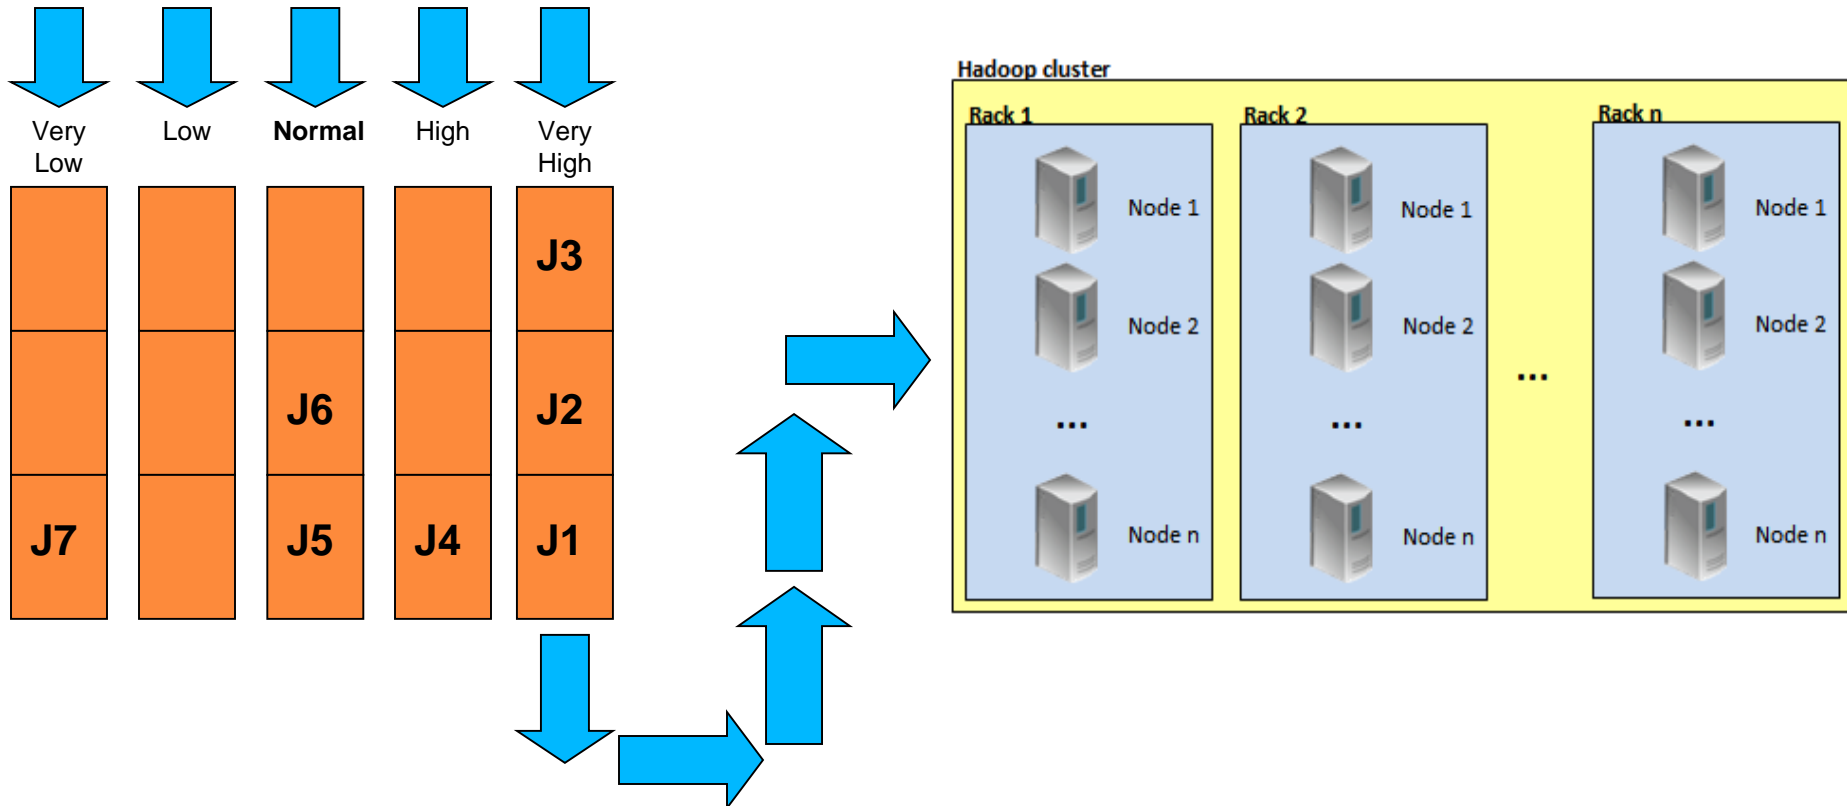 Very
Low
Low
Normal
High
Very
High
J3
J6
J2
J7
J5
J4
J1
Hadoop cluster
Rack 1
Node 1
Node 2
...
Node n
Rack 2
Node 1
Node 2
...
Node n
...
Rack n
Node 1
Node 2
...
Node n